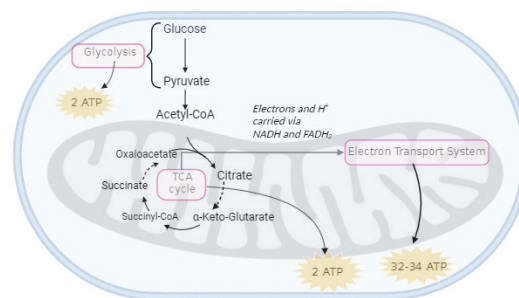 Glucose
Glycolysis
2 ATP
Pyruvate
Acetyl-CoA
Electrons and H⁺
carried via
NADH and FADH₂
Oxaloacetate
Electron Transport System
TCA
cycle
Citrate
Succinate
Succinyl-CoA
α-Keto-Glutarate
2 ATP
32-34 ATP